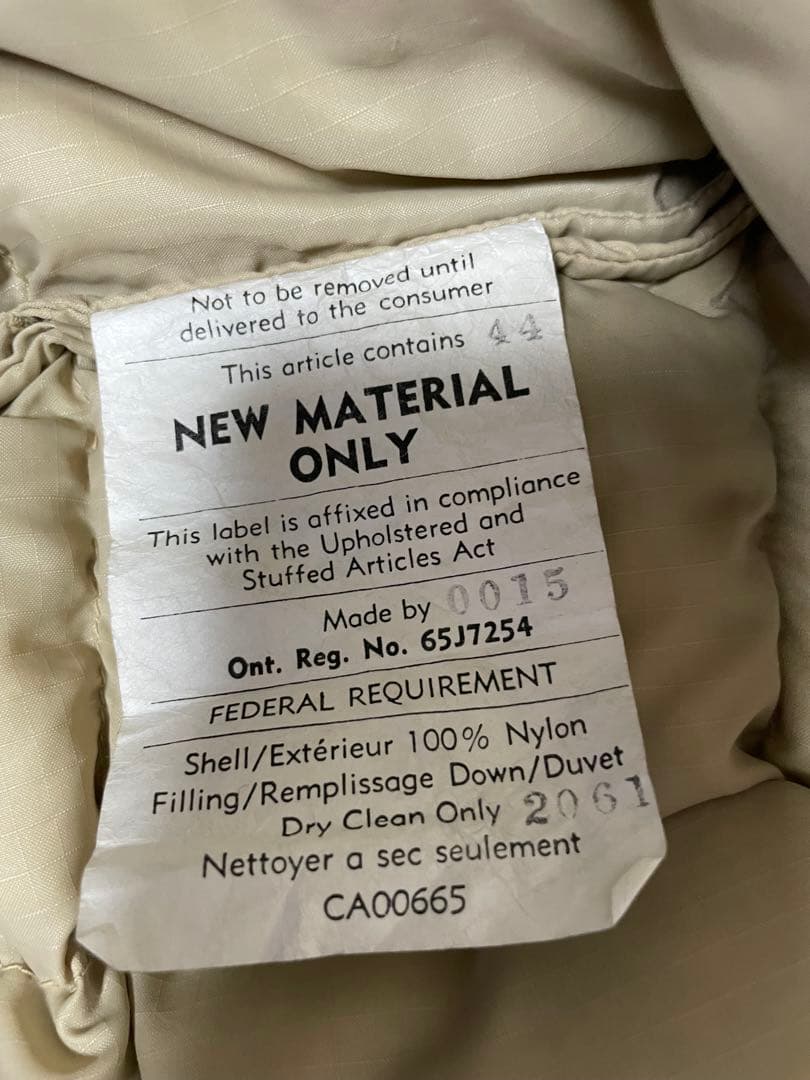 Not to be removed until
delivered to the consumer
This article contains 44
NEW MATERIAL
ONLY
This label is affixed in compliance
with the Upholstered and
Stuffed Articles Act
Made by 0015
Ont. Reg. No. 65J7254
FEDERAL REQUIREMENT
Shell/Extérieur 100% Nylon
Filling/Remplissage Down/Duvet
Dry Clean Only 2061
Nettoyer a sec seulement
CA00665